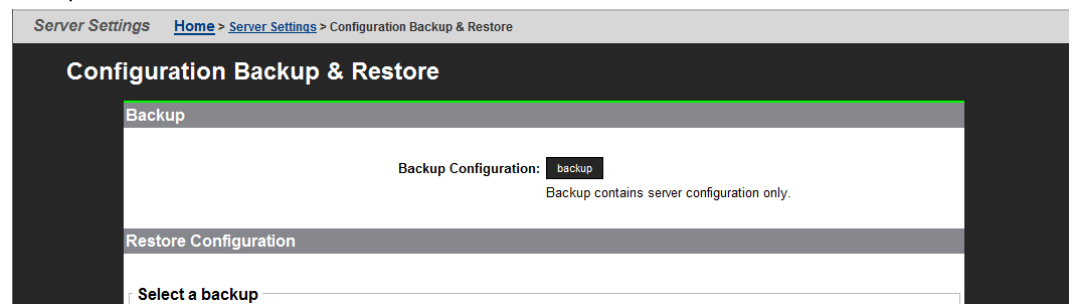 Server Settings Home > Server Settings > Configuration Backup & Restore
Configuration Backup & Restore
Backup
Backup Configuration: backup
Backup contains server configuration only.
Restore Configuration
Select a backup